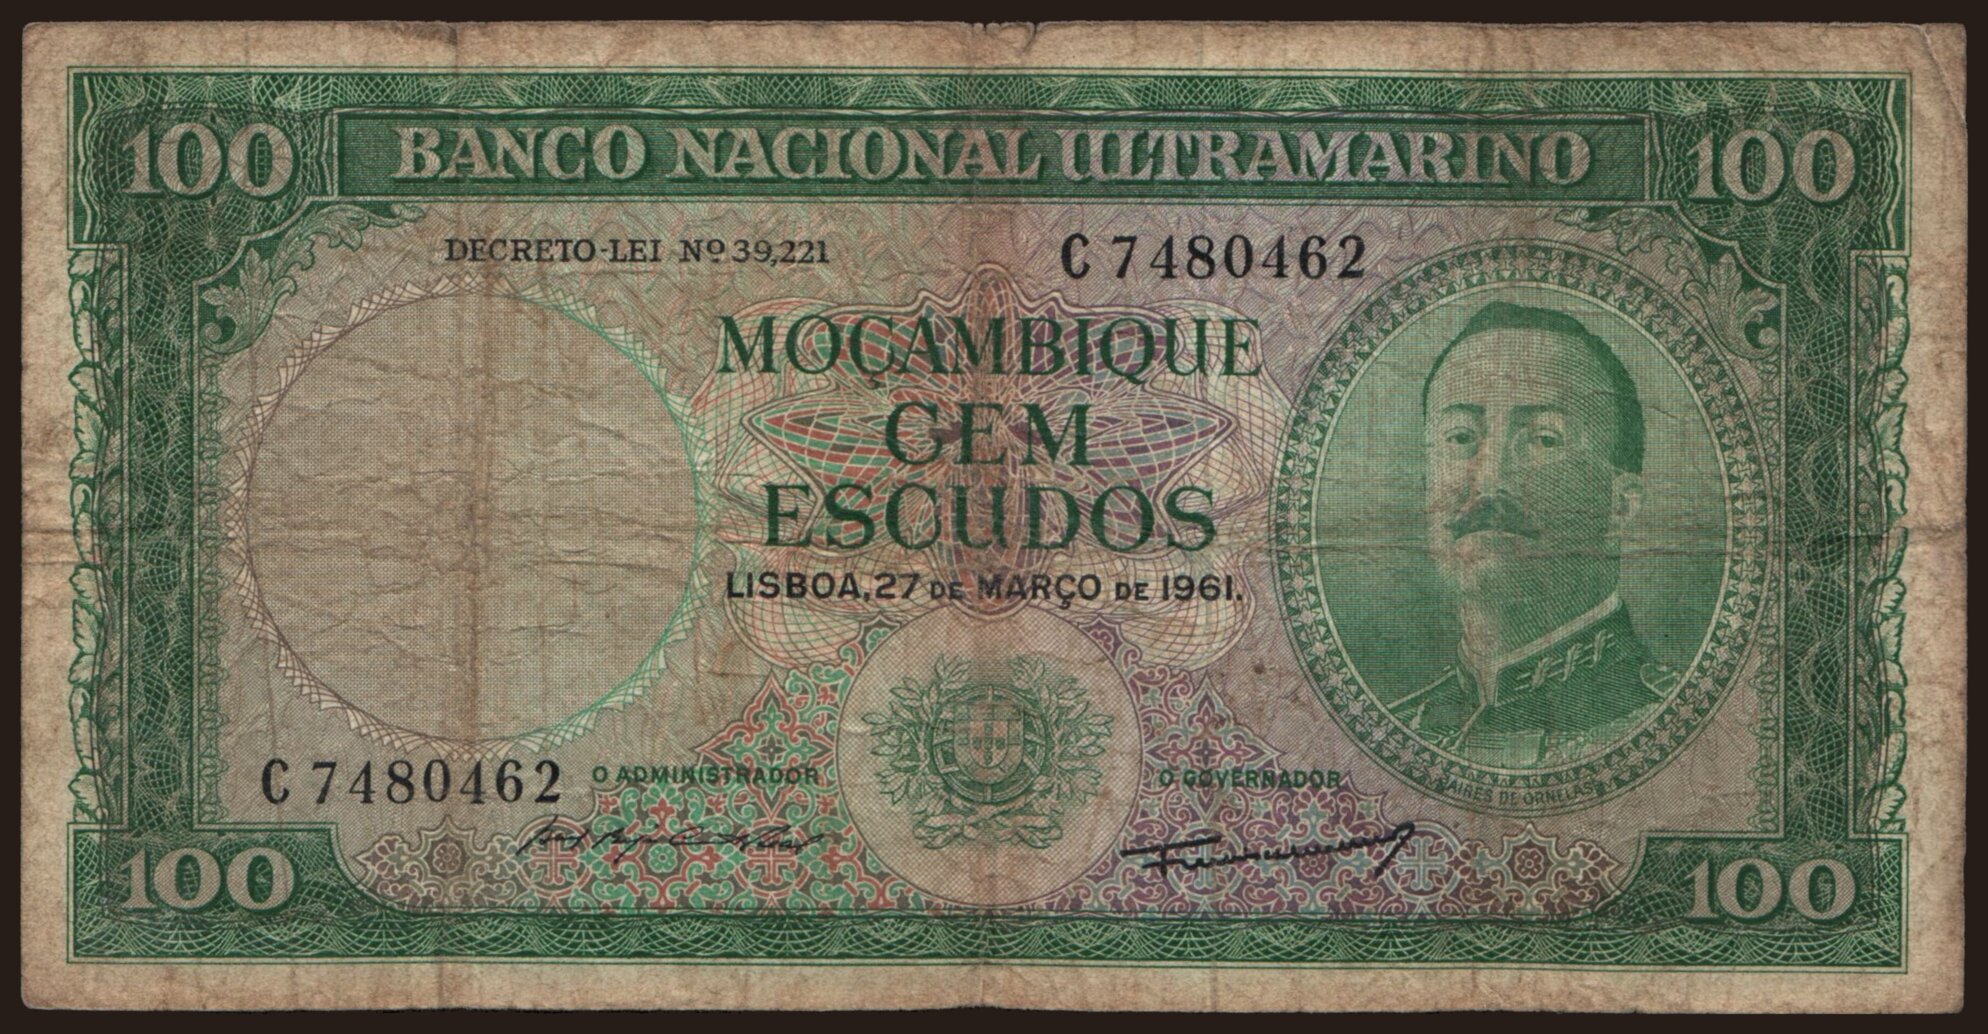 100 BANCO NACIONAL ULTRAMARINO 100
DECRETO-LEI Nº 39,221
C 7480462
MOÇAMBIQUE
CEM
ESCUDOS
LISBOA, 27 DE MARÇO DE 1961.
C 7480462
O ADMINISTRADOR
O GOVERNADOR
AIRES DE ORNELAS
100
100